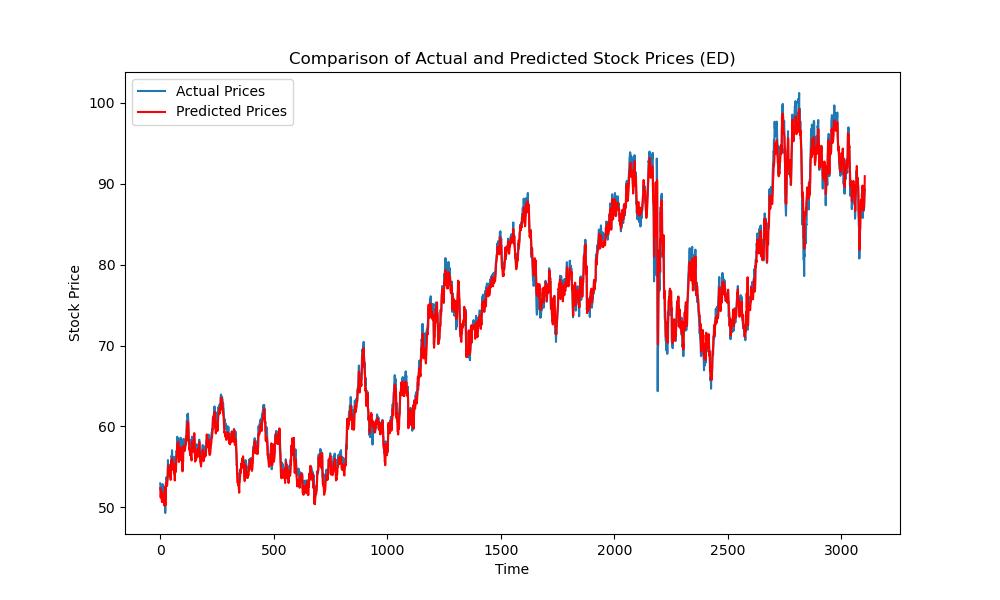 Comparison of Actual and Predicted Stock Prices (ED)
Actual Prices
Predicted Prices
Stock Price
100
90
80
70
60
50
0
500
1000
1500
2000
2500
3000
Time